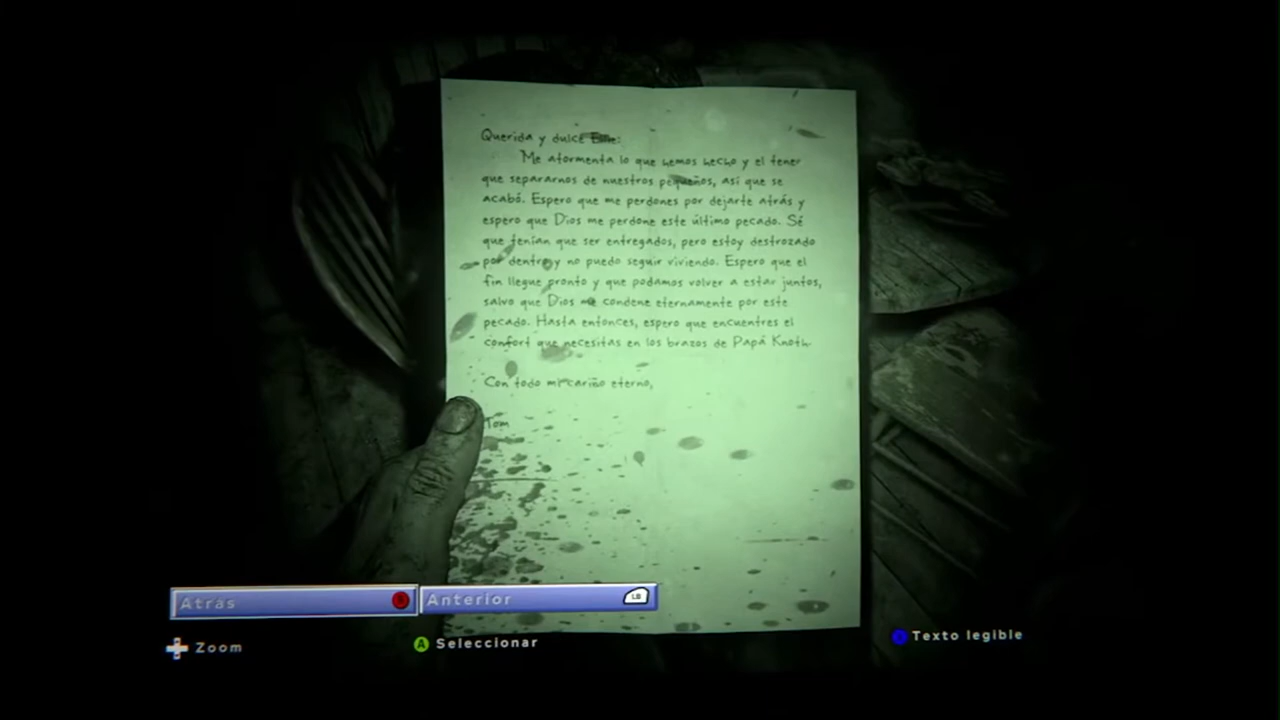 Querida y dulce
Me atormenta lo que hemos hecho y el tener
que separarnos de nuestros pequeños, así que se
acabó. Espero que me perdones por dejarte atrás y
espero que Dios me perdone este último pecado. Sé
que tenían que ser entregados, pero estoy destrozado
por dentro y no puedo seguir viviendo. Espero que el
fin llegue pronto y que podamos volver a estar juntos,
salvo que Dios me condene eternamente por este
pecado. Hasta entonces, espero que encuentres el
confort que necesitas en los brazos de Papá Knoth.
Con todo mi cariño eterno,
Tom
Atrás B
Anterior LB
Zoom
A Seleccionar
Texto legible